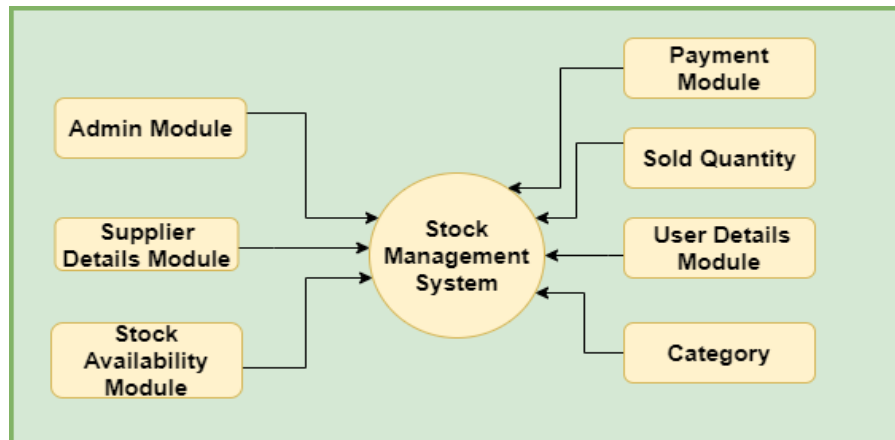 Admin Module
Supplier
Details Module
Stock
Availability
Module
Stock
Management
System
Payment
Module
Sold Quantity
User Details
Module
Category